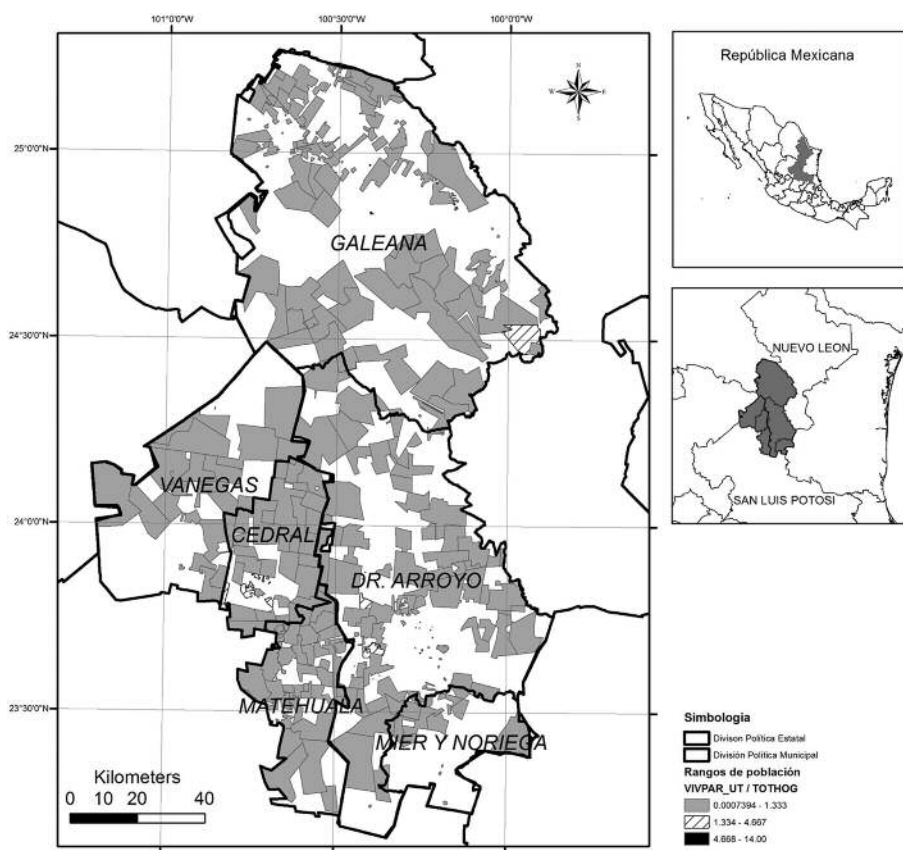 101°0'0"W
100°30'0"W
100°0'0"W
25°0'0"N
24°30'0"N
24°0'0"N
23°30'0"N
N
W
E
S
GALEANA
VANEGAS
CEDRAL
DR. ARROYO
MATEHUALA
MIER Y NORIEGA
Kilometers
0 10 20 40
República Mexicana
NUEVO LEON
SAN LUIS POTOSI
Simbologia
Divison Política Estatal
División Política Municipal
Rangos de población
VIVPAR_UT / TOTHOG
0.0007394 - 1.333
1.334 - 4.667
4.668 - 14.00